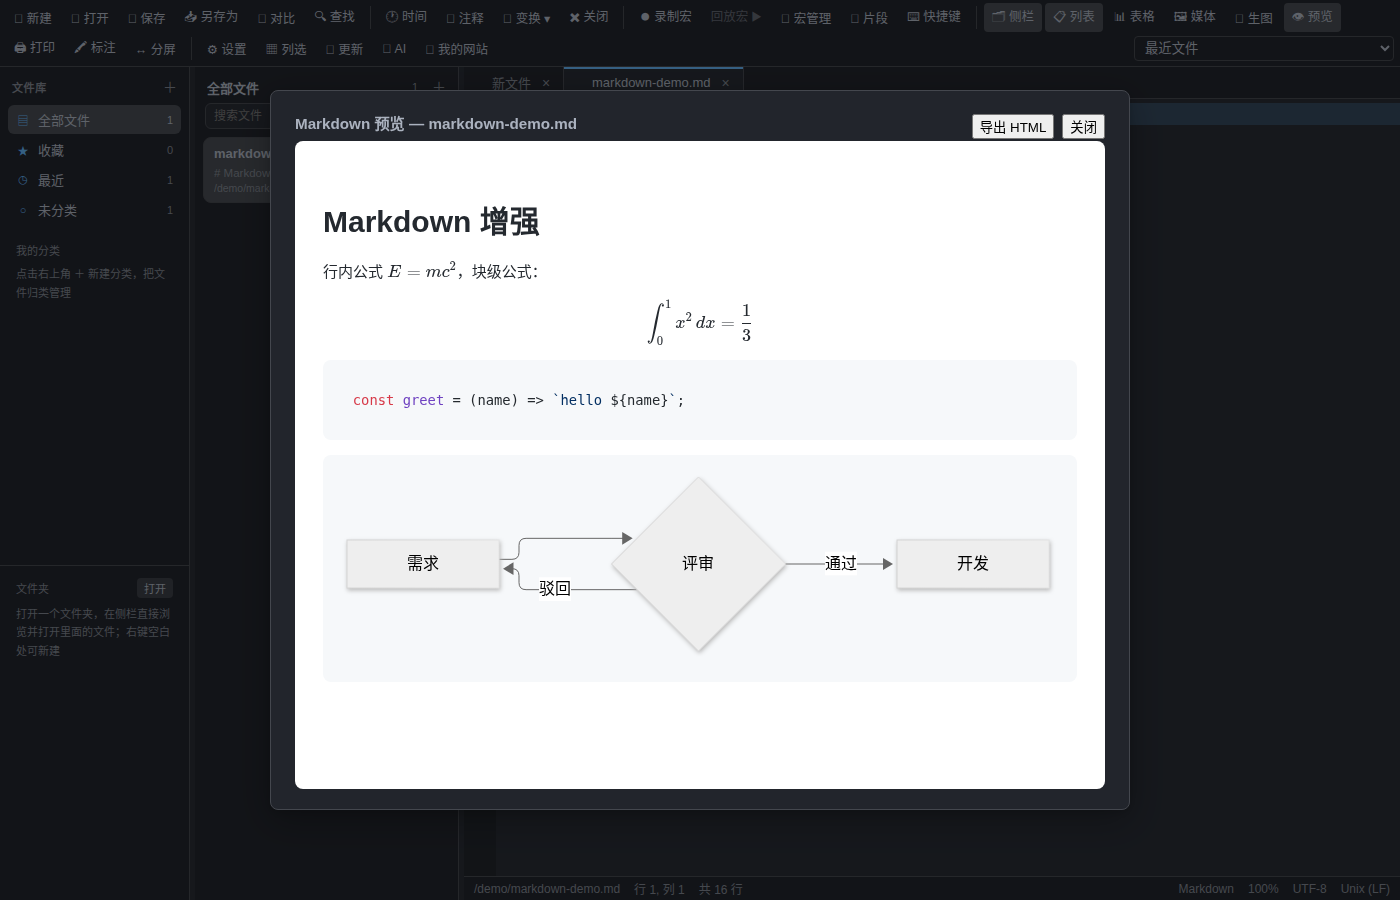 新建 打开 保存 另存为 对比 查找 时间 注释 变换 ▾ 关闭 录制宏 回放宏 ▶ 宏管理 片段 快捷键 侧栏 列表 表格 媒体 生图 预览
打印 标注 分屏 设置 列选 更新 AI 我的网站 最近文件
文件库 ＋
全部文件 1
收藏 0
最近 1
未分类 1
我的分类
点击右上角 ＋ 新建分类，把文
件归类管理
文件夹 打开
打开一个文件夹，在侧栏直接浏
览并打开里面的文件；右键空白
处可新建
全部文件 1 ＋
搜索文件
markdow
# Markdow
/demo/mark
新文件 × markdown-demo.md ×
Markdown 预览 — markdown-demo.md 导出 HTML 关闭
Markdown 增强
行内公式 E = mc²，块级公式：
∫₀¹ x² dx = 1/3
const greet = (name) => `hello ${name}`;
需求 评审 通过 开发
驳回
/demo/markdown-demo.md 行 1, 列 1 共 16 行 Markdown 100% UTF-8 Unix (LF)